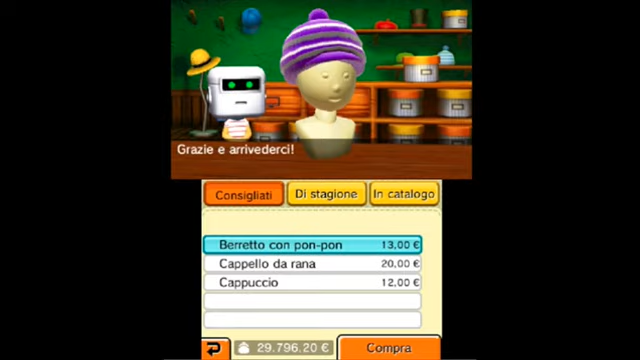 Grazie e arrivederci!
Consigliati
Di stagione
In catalogo
Berretto con pon-pon 13,00 €
Cappello da rana 20,00 €
Cappuccio 12,00 €
29.796,20 €
Compra